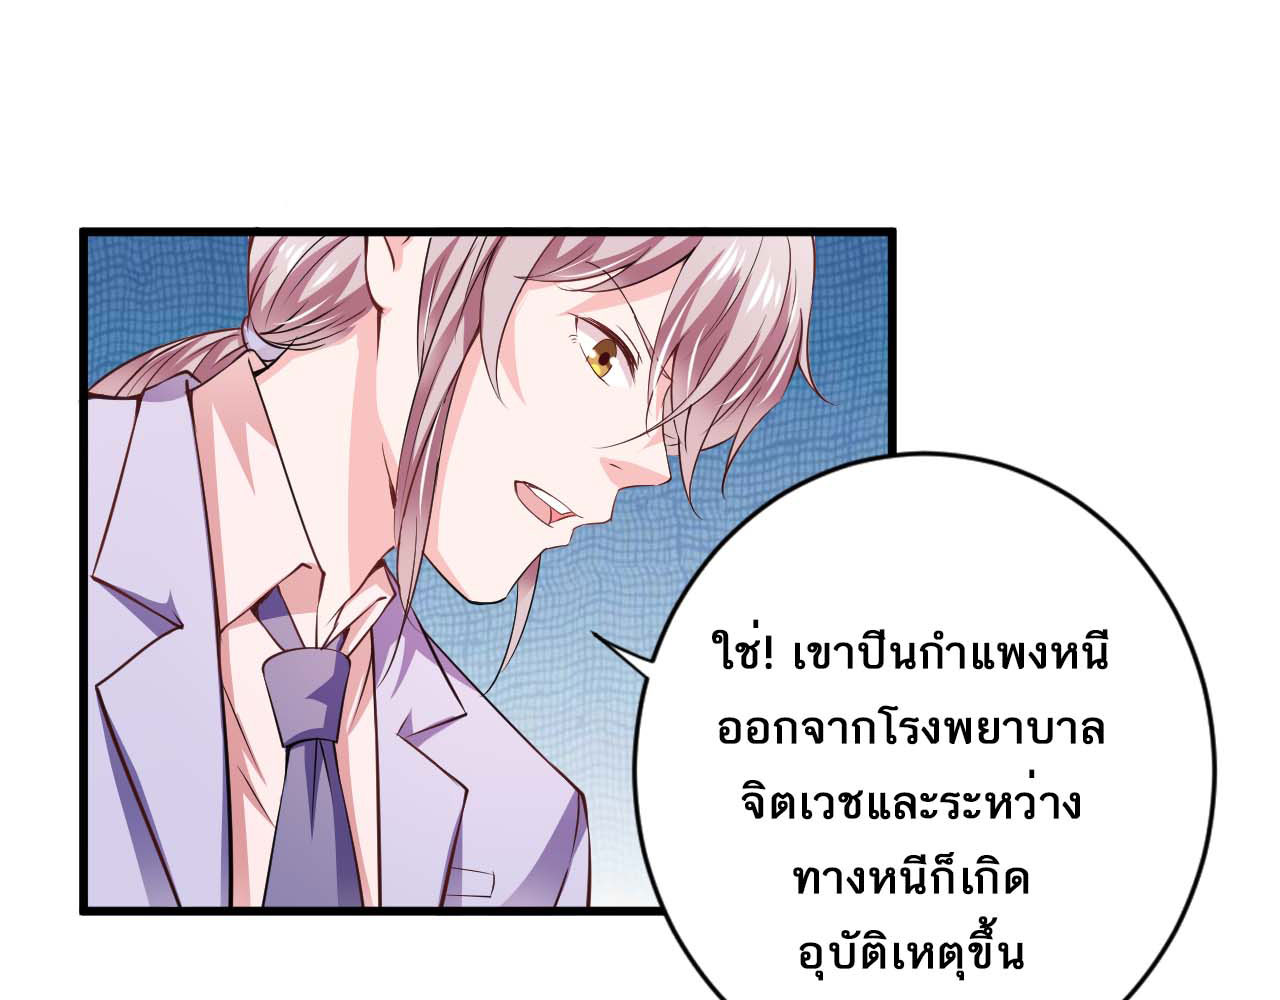 ใช่! เขาปีนกำแพงหนี
ออกจากโรงพยาบาล
จิตเวชและระหว่าง
ทางหนีก็เกิด
อุบัติเหตุขึ้น